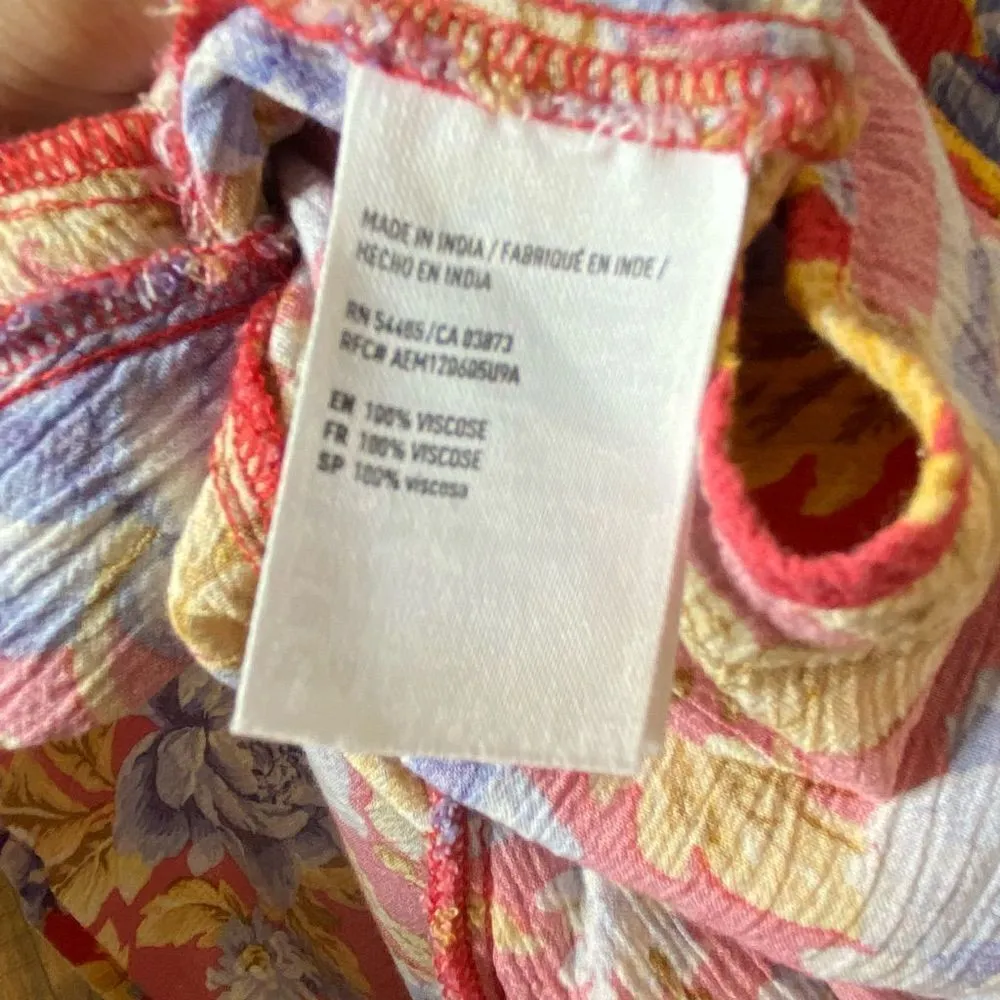 MADE IN INDIA / FABRIQUÉ EN INDE /
HECHO EN INDIA
RN 54485/CA 03873
RFC# AEM120605U9A
EN 100% VISCOSE
FR 100% VISCOSE
SP 100% viscosa